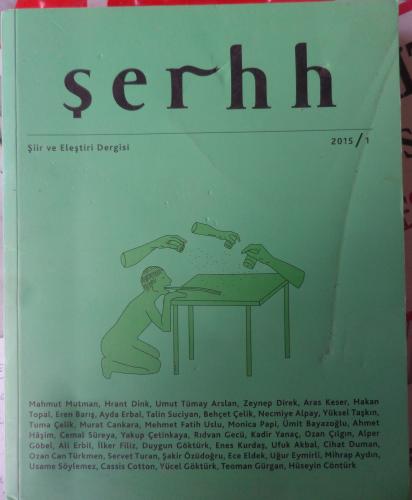 şerhh
Şiir ve Eleştiri Dergisi
2015/1
Mahmut Mutman, Hrant Dink, Umut Tümay Arslan, Zeynep Direk, Aras Keser, Hakan
Topal, Eren Barış, Ayda Erbal, Talin Suciyan, Behçet Çelik, Necmiye Alpay, Yüksel Taşkın,
Tuma Çelik, Murat Cankara, Mehmet Fatih Uslu, Monica Papi, Ümit Bayazoğlu, Ahmet
Hâşim, Cemal Süreya, Yakup Çetinkaya, Rıdvan Gecü, Kadir Yanaç, Ozan Çılgın, Alper
Göbel, Ali Erbil, İlker Filiz, Duygun Göktürk, Enes Kurdaş, Ufuk Akbal, Cihat Duman,
Ozan Can Türkmen, Servet Turan, Şakir Özüdoğru, Ece Eldek, Uğur Eymirli, Mihrap Aydın,
Usame Söylemez, Cassis Cotton, Yücel Göktürk, Teoman Gürgan, Hüseyin Cöntürk